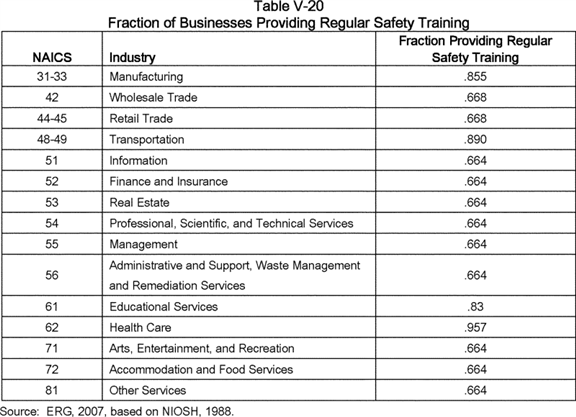 Table V-20
Fraction of Businesses Providing Regular Safety Training
NAICS Industry Fraction Providing Regular
Safety Training
31-33 Manufacturing .855
42 Wholesale Trade .668
44-45 Retail Trade .668
48-49 Transportation .890
51 Information .664
52 Finance and Insurance .664
53 Real Estate .664
54 Professional, Scientific, and Technical Services .664
55 Management .664
56 Administrative and Support, Waste Management
and Remediation Services .664
61 Educational Services .83
62 Health Care .957
71 Arts, Entertainment, and Recreation .664
72 Accommodation and Food Services .664
81 Other Services .664
Source: ERG, 2007, based on NIOSH, 1988.